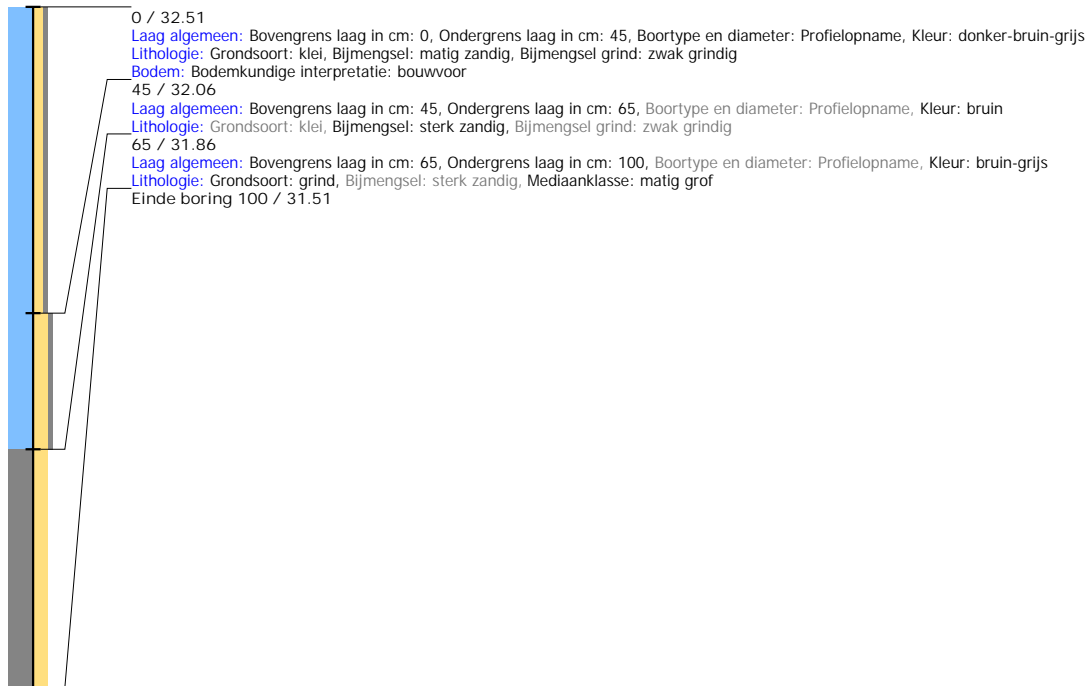 0 / 32.51
Laag algemeen: Bovengrens laag in cm: 0, Ondergrens laag in cm: 45, Boortype en diameter: Profielopname, Kleur: donker-bruin-grijs
Lithologie: Grondsoort: klei, Bijmengsel: matig zandig, Bijmengsel grind: zwak grindig
Bodem: Bodemkundige interpretatie: bouwvoor
45 / 32.06
Laag algemeen: Bovengrens laag in cm: 45, Ondergrens laag in cm: 65, Boortype en diameter: Profielopname, Kleur: bruin
Lithologie: Grondsoort: klei, Bijmengsel: sterk zandig, Bijmengsel grind: zwak grindig
65 / 31.86
Laag algemeen: Bovengrens laag in cm: 65, Ondergrens laag in cm: 100, Boortype en diameter: Profielopname, Kleur: bruin-grijs
Lithologie: Grondsoort: grind, Bijmengsel: sterk zandig, Mediaanklasse: matig grof
Einde boring 100 / 31.51